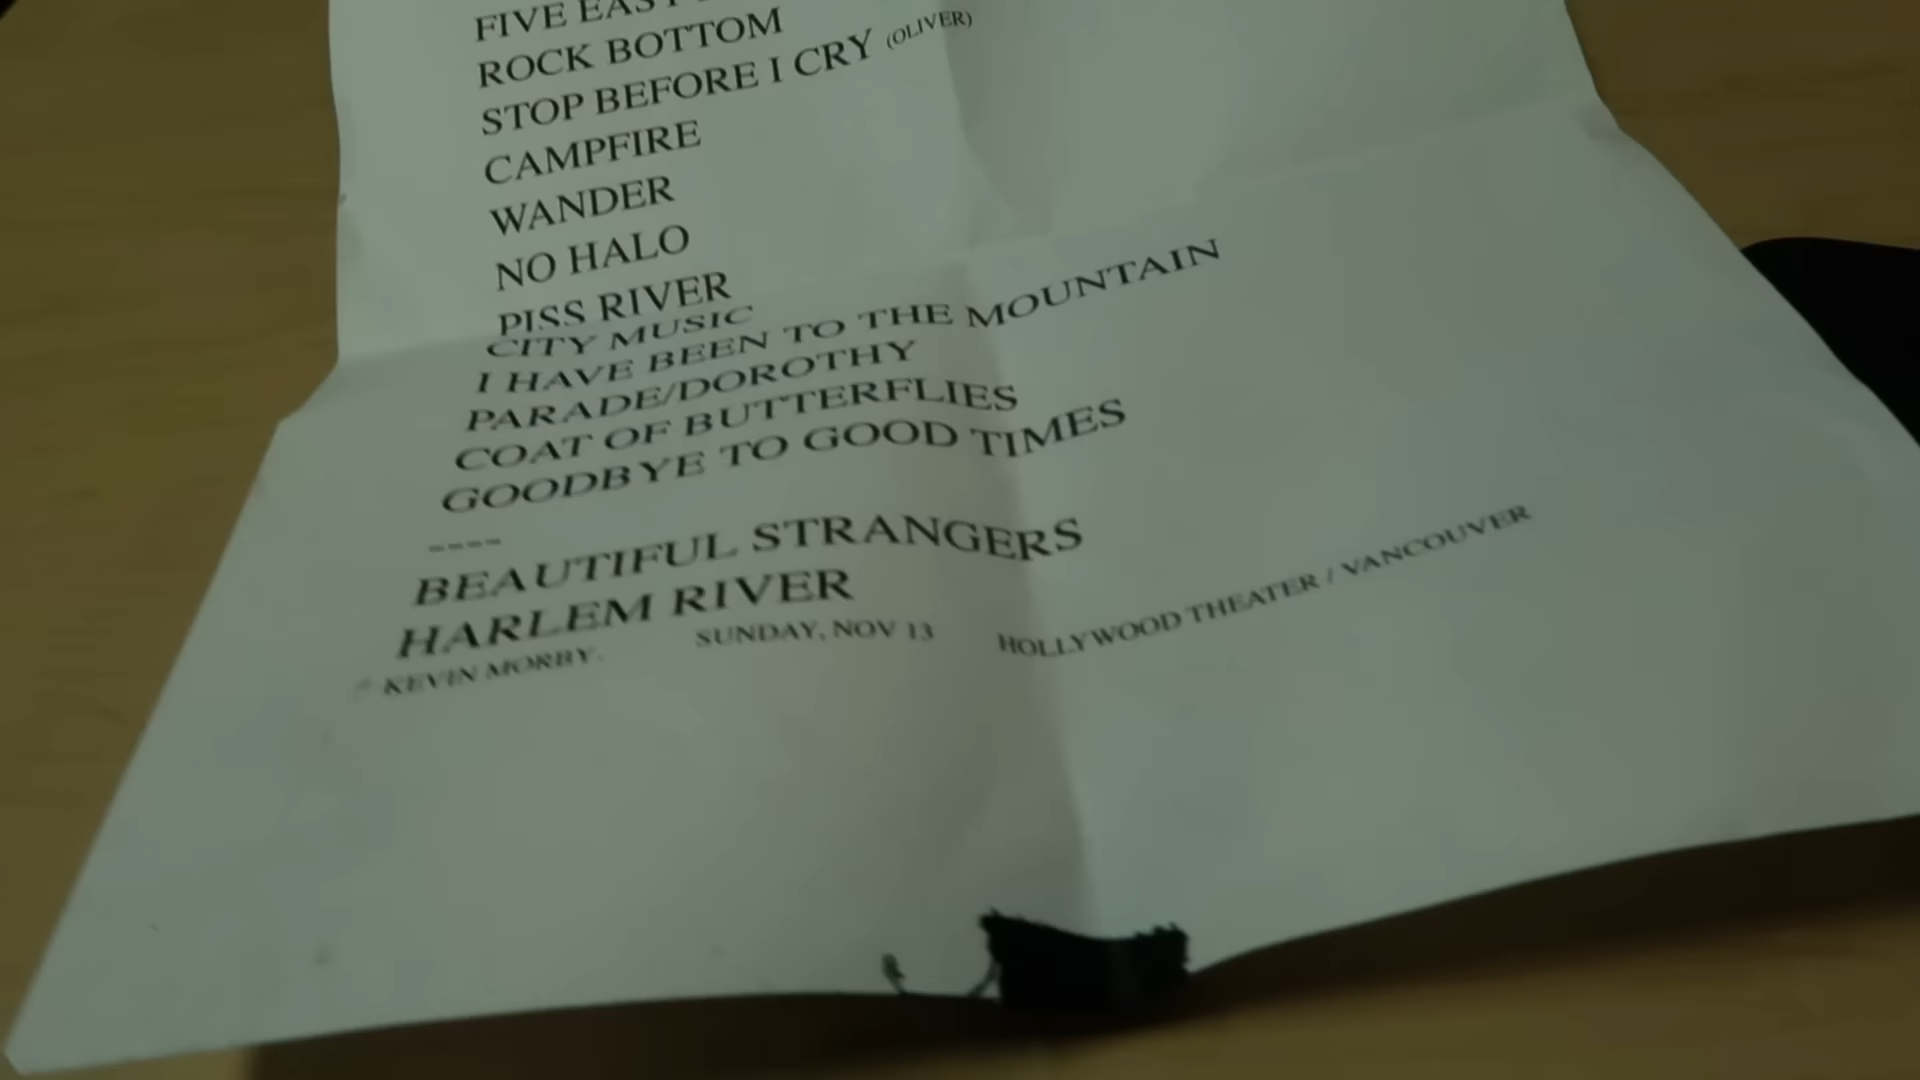 FIVE EAS
ROCK BOTTOM
STOP BEFORE I CRY (OLIVER)
CAMPFIRE
WANDER
NO HALO
PISS RIVER
CITY MUSIC
I HAVE BEEN TO THE MOUNTAIN
PARADE/DOROTHY
COAT OF BUTTERFLIES
GOODBYE TO GOOD TIMES
----
BEAUTIFUL STRANGERS
HARLEM RIVER
KEVIN MORBY. SUNDAY, NOV 13 HOLLYWOOD THEATER / VANCOUVER